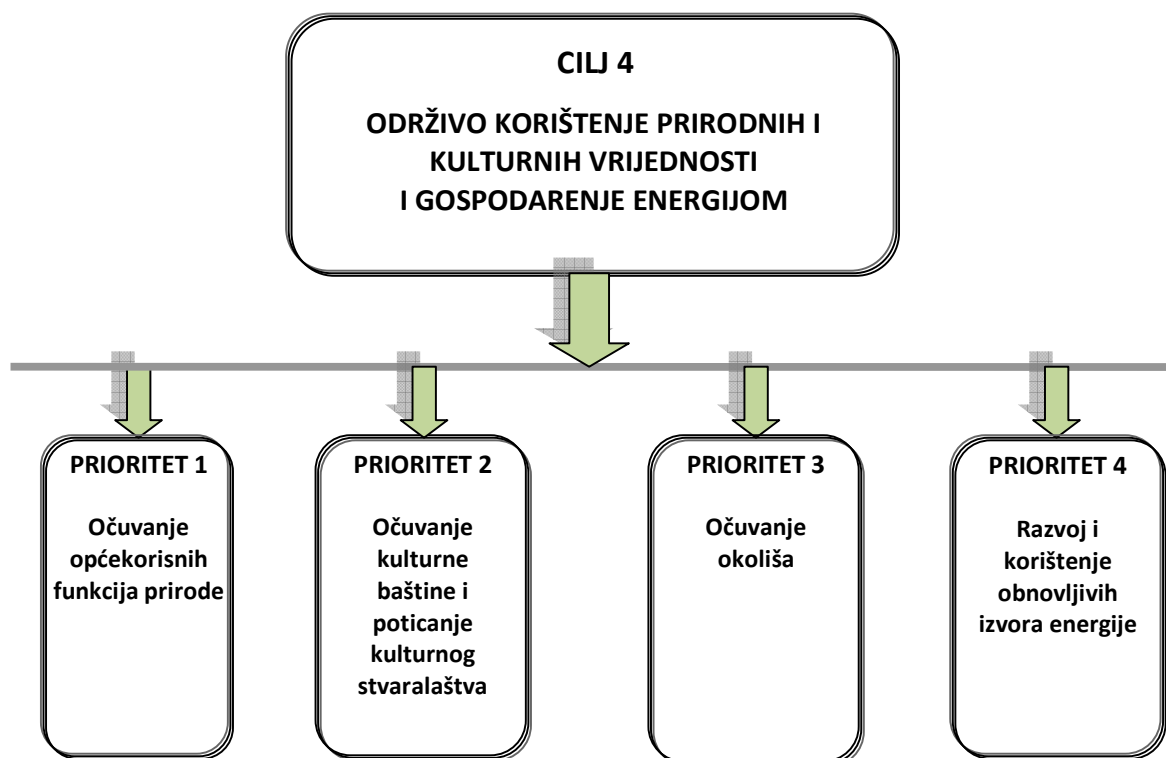 CILJ 4
ODRŽIVO KORIŠTENJE PRIRODNIH I
KULTURNIH VRIJEDNOSTI
I GOSPODARENJE ENERGIJOM
PRIORITET 1
Očuvanje
općekorisnih
funkcija prirode
PRIORITET 2
Očuvanje
kulturne
baštine i
poticanje
kulturnog
stvaralaštva
PRIORITET 3
Očuvanje
okoliša
PRIORITET 4
Razvoj i
korištenje
obnovljivih
izvora energije